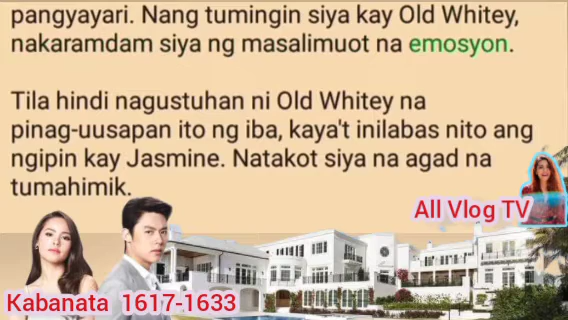 pangyayari. Nang tumingin siya kay Old Whitey,
nakaramdam siya ng masalimuot na emosyon.
Tila hindi nagustuhan ni Old Whitey na
pinag-uusapan ito ng iba, kaya't inilabas nito ang
ngipin kay Jasmine. Natakot siya na agad na
tumahimik.
All Vlog TV
Kabanata 1617-1633